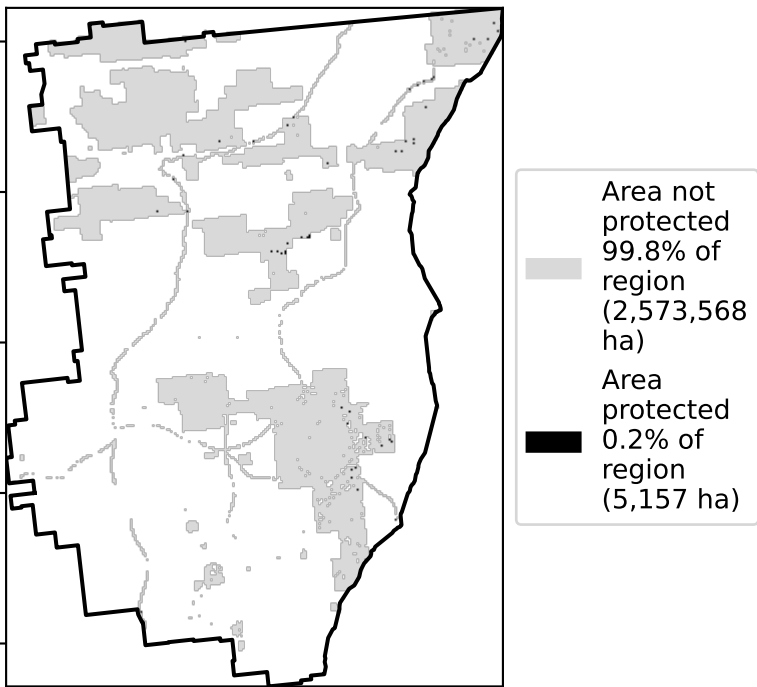 Area not
protected
99.8% of
region
(2,573,568
ha)
Area
protected
0.2% of
region
(5,157 ha)